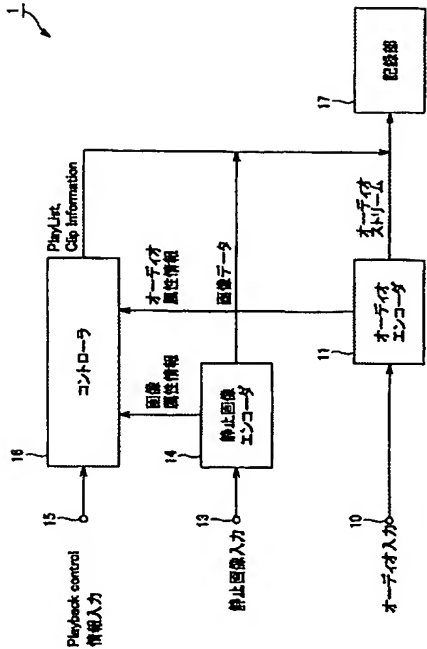 1
Playback control
情報入力
15
16
コントローラ
PlayList,
Clip Information
画像
属性情報
オーディオ
属性情報
静止画像入力
13
14
静止画像
エンコーダ
画像データ
オーディオ入力
10
11
オーディオ
エンコーダ
オーディオ
ストリーム
17
記録部